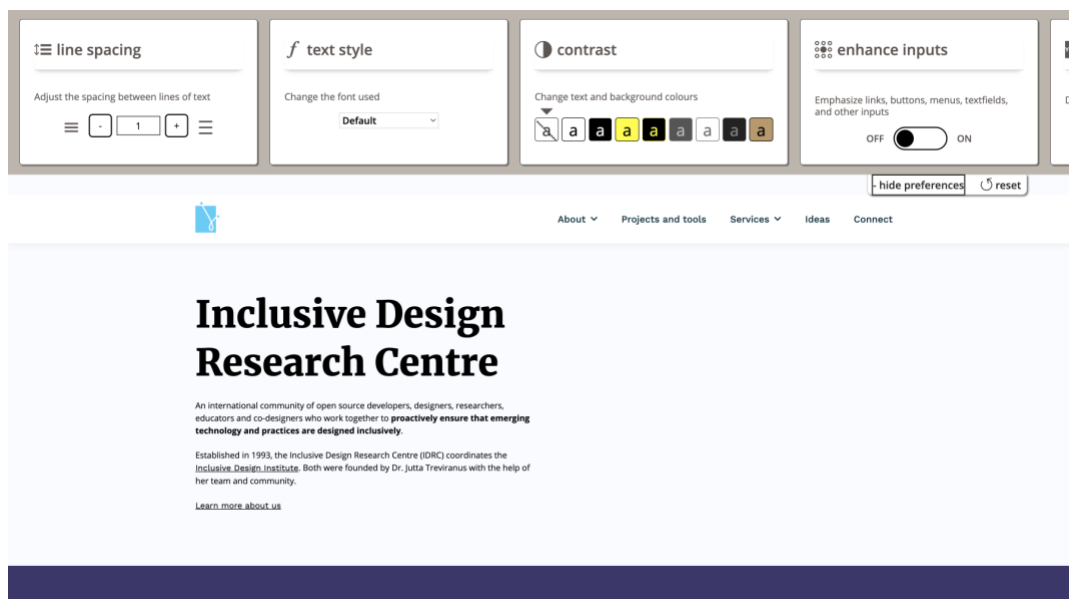 line spacing
Adjust the spacing between lines of text
- 1 +
text style
Change the font used
Default
contrast
Change text and background colours
a a a a a a a a a
enhance inputs
Emphasize links, buttons, menus, textfields,
and other inputs
OFF ON
- hide preferences reset
About Projects and tools Services Ideas Connect
Inclusive Design
Research Centre
An international community of open source developers, designers, researchers,
educators and co-designers who work together to proactively ensure that emerging
technology and practices are designed inclusively.
Established in 1993, the Inclusive Design Research Centre (IDRC) coordinates the
Inclusive Design Institute. Both were founded by Dr. Jutta Treviranus with the help of
her team and community.
Learn more about us